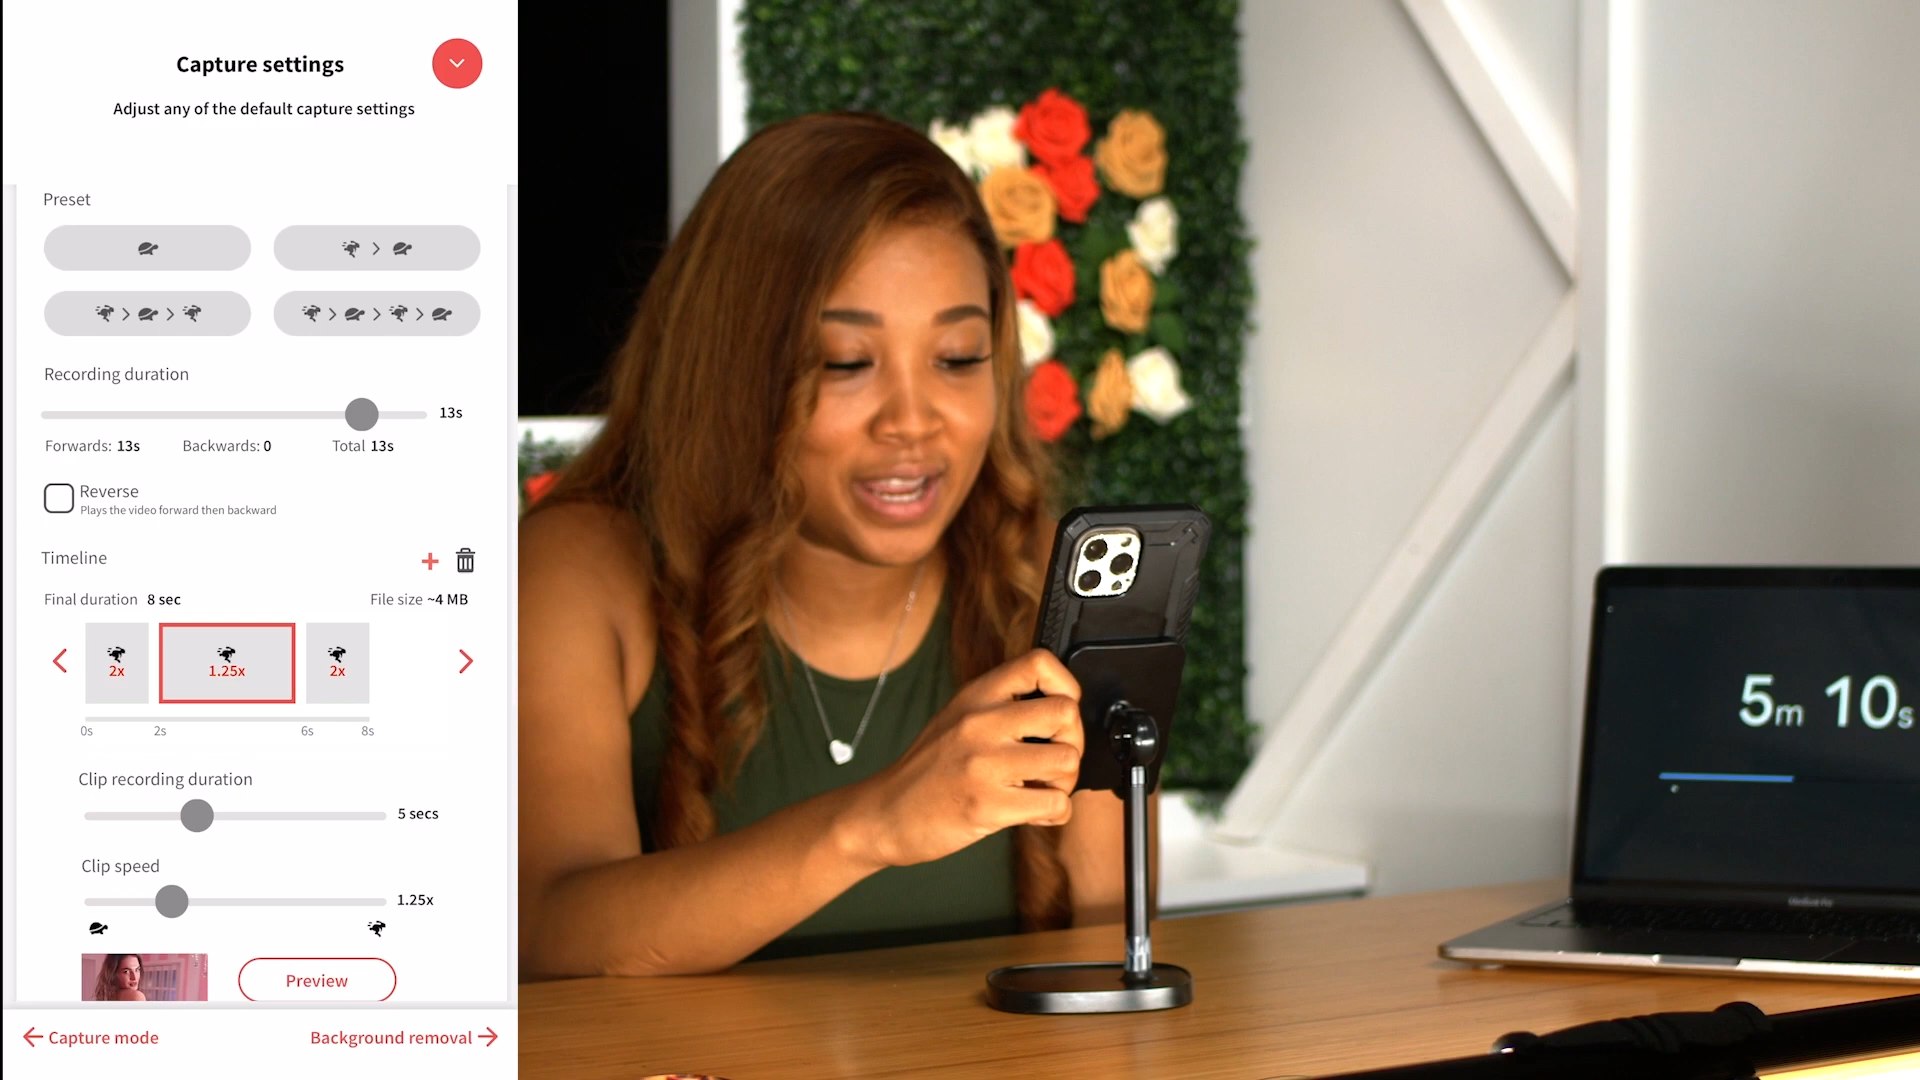 Capture settings
Adjust any of the default capture settings
Preset
Recording duration
13s
Forwards: 13s Backwards: 0 Total 13s
Reverse
Plays the video forward then backward
Timeline
Final duration 8 sec File size ~4 MB
2x 1.25x 2x
0s 2s 6s 8s
Clip recording duration
5 secs
Clip speed
1.25x
Preview
Capture mode Background removal
5m 10s